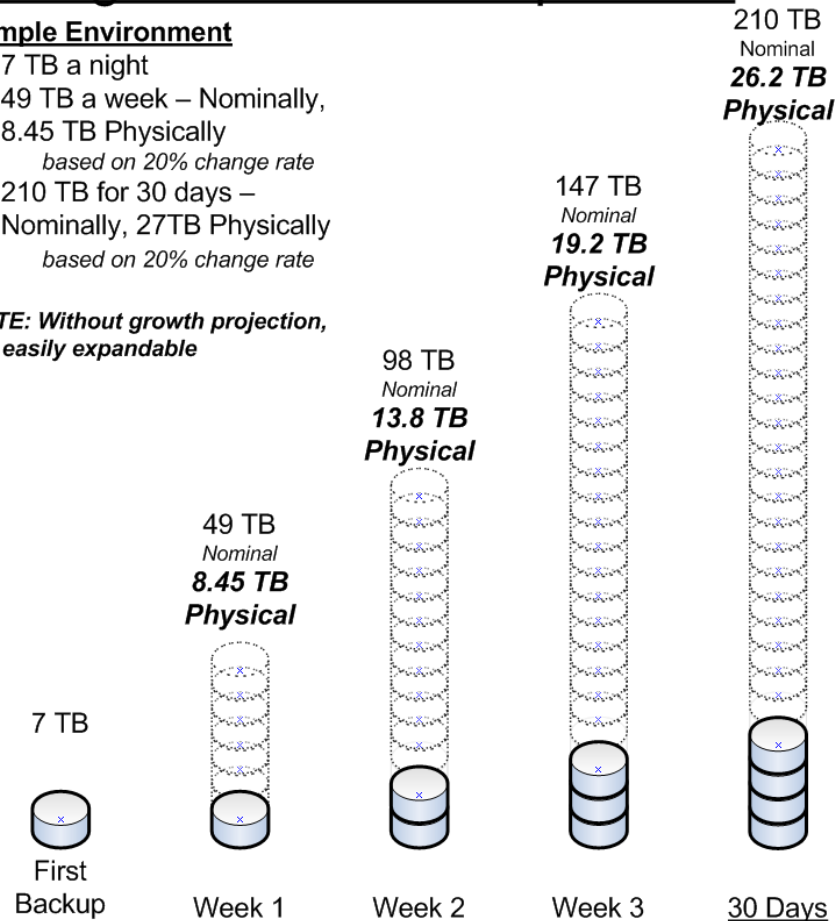 mple Environment
7 TB a night
49 TB a week – Nominally,
8.45 TB Physically
based on 20% change rate
210 TB for 30 days –
Nominally, 27TB Physically
based on 20% change rate
TE: Without growth projection,
easily expandable
7 TB
First
Backup
49 TB
Nominal
8.45 TB
Physical
Week 1
98 TB
Nominal
13.8 TB
Physical
Week 2
147 TB
Nominal
19.2 TB
Physical
Week 3
210 TB
Nominal
26.2 TB
Physical
30 Days